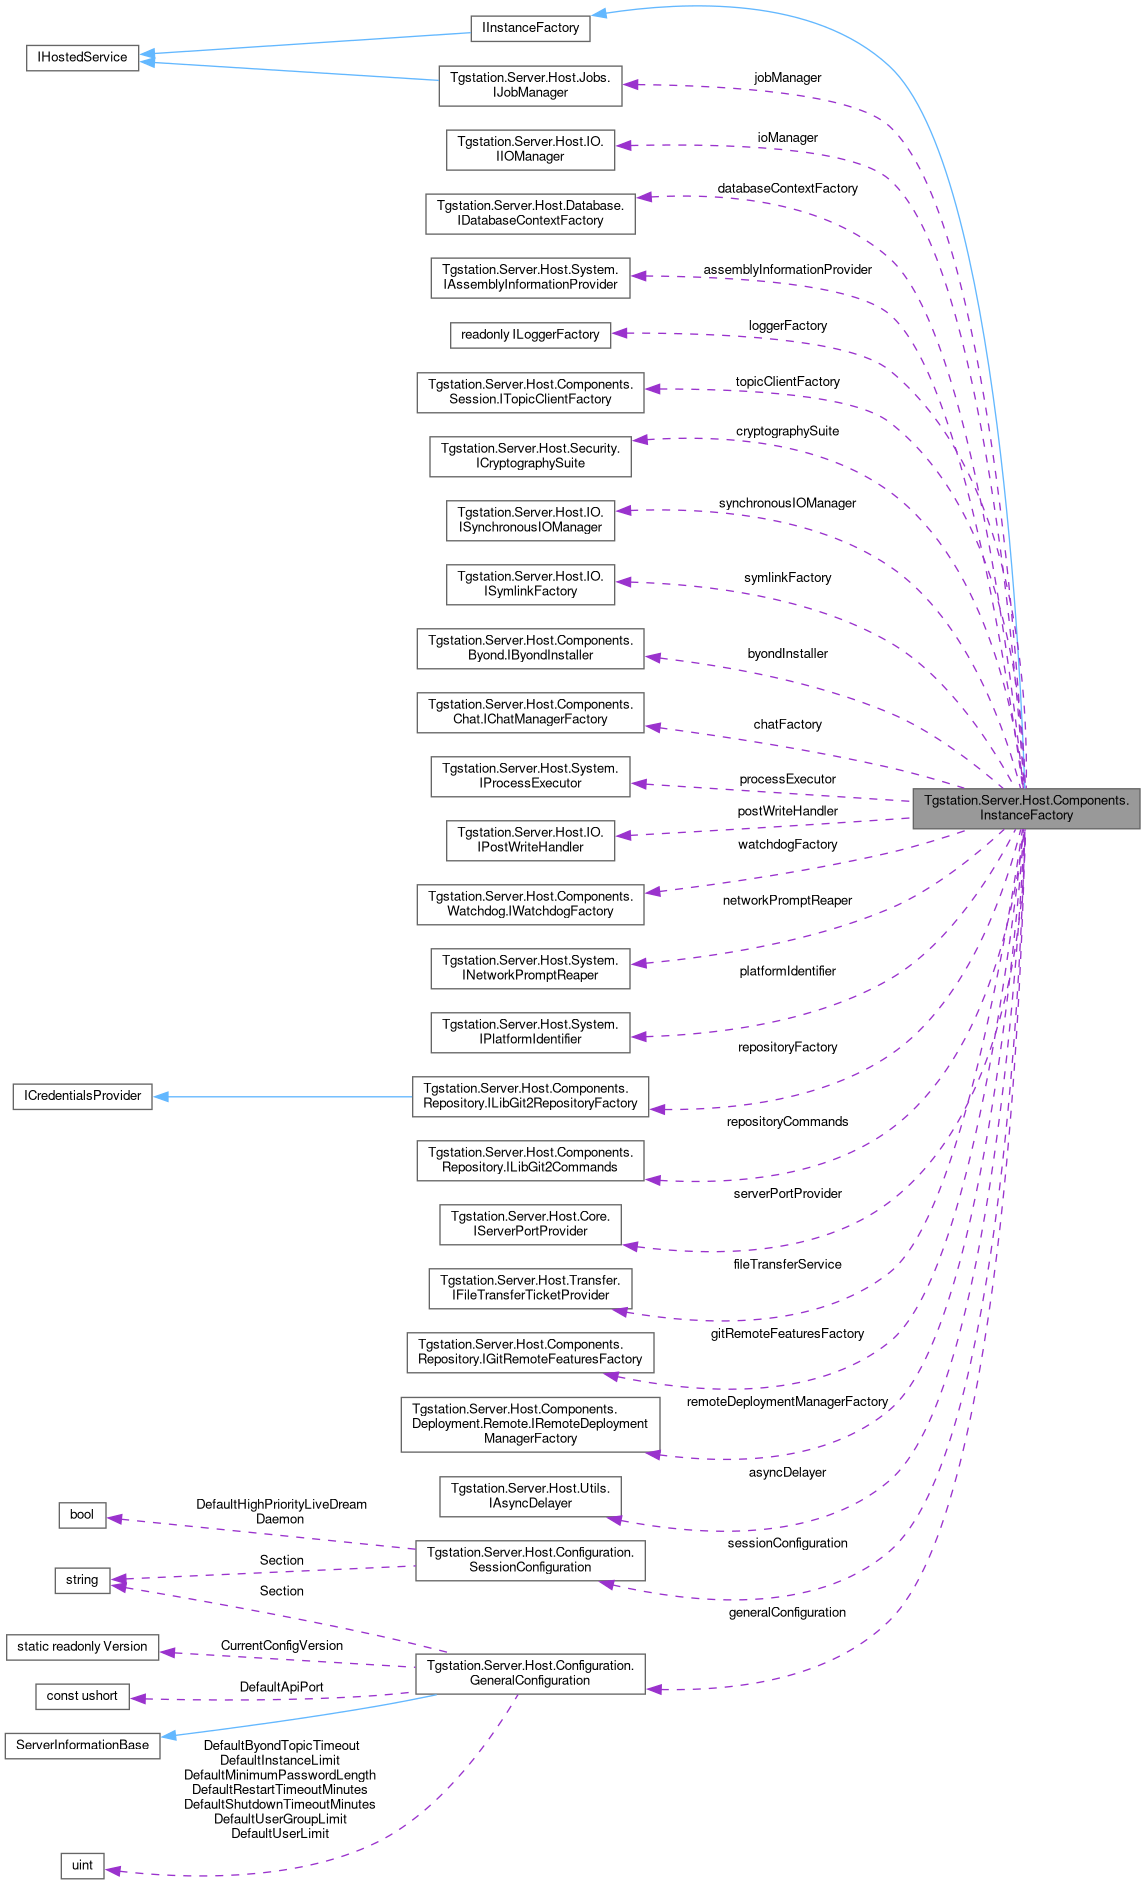 IInstanceFactory
IHostedService
Tgstation.Server.Host.Jobs.
IJobManager
jobManager
Tgstation.Server.Host.IO.
IIOManager
ioManager
Tgstation.Server.Host.Database.
IDatabaseContextFactory
databaseContextFactory
Tgstation.Server.Host.System.
IAssemblyInformationProvider
assemblyInformationProvider
readonly ILoggerFactory
loggerFactory
Tgstation.Server.Host.Components.
Session.ITopicClientFactory
topicClientFactory
Tgstation.Server.Host.Security.
ICryptographySuite
cryptographySuite
Tgstation.Server.Host.IO.
ISynchronousIOManager
synchronousIOManager
Tgstation.Server.Host.IO.
ISymlinkFactory
symlinkFactory
Tgstation.Server.Host.Components.
Byond.IByondInstaller
byondInstaller
Tgstation.Server.Host.Components.
Chat.IChatManagerFactory
chatFactory
Tgstation.Server.Host.System.
IProcessExecutor
processExecutor
Tgstation.Server.Host.Components.
InstanceFactory
Tgstation.Server.Host.IO.
IPostWriteHandler
postWriteHandler
Tgstation.Server.Host.Components.
Watchdog.IWatchdogFactory
watchdogFactory
Tgstation.Server.Host.System.
INetworkPromptReaper
networkPromptReaper
Tgstation.Server.Host.System.
IPlatformIdentifier
platformIdentifier
ICredentialsProvider
Tgstation.Server.Host.Components.
Repository.ILibGit2RepositoryFactory
repositoryFactory
Tgstation.Server.Host.Components.
Repository.ILibGit2Commands
repositoryCommands
Tgstation.Server.Host.Core.
IServerPortProvider
serverPortProvider
Tgstation.Server.Host.Transfer.
IFileTransferTicketProvider
fileTransferService
Tgstation.Server.Host.Components.
Repository.IGitRemoteFeaturesFactory
gitRemoteFeaturesFactory
Tgstation.Server.Host.Components.
Deployment.Remote.IRemoteDeployment
ManagerFactory
remoteDeploymentManagerFactory
Tgstation.Server.Host.Utils.
IAsyncDelayer
asyncDelayer
bool
DefaultHighPriorityLiveDream
Daemon
Tgstation.Server.Host.Configuration.
SessionConfiguration
sessionConfiguration
string
Section
Section
static readonly Version
CurrentConfigVersion
Tgstation.Server.Host.Configuration.
GeneralConfiguration
generalConfiguration
const ushort
DefaultApiPort
ServerInformationBase
DefaultByondTopicTimeout
DefaultInstanceLimit
DefaultMinimumPasswordLength
DefaultRestartTimeoutMinutes
DefaultShutdownTimeoutMinutes
DefaultUserGroupLimit
DefaultUserLimit
uint